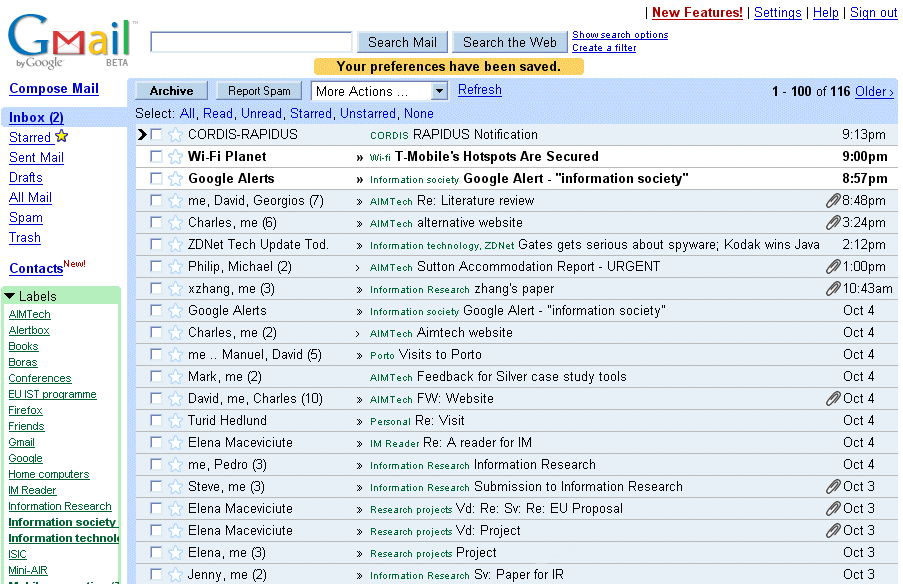 | New Features! | Settings | Help | Sign out
Gmail ™
by Google BETA
Search Mail Search the Web Show search options
Create a filter
Your preferences have been saved.
Compose Mail
Inbox (2)
Starred
Sent Mail
Drafts
All Mail
Spam
Trash
Contacts New!
Labels
AIMTech
Alertbox
Books
Boras
Conferences
EU IST programme
Firefox
Friends
Gmail
Google
Home computers
IM Reader
Information Research
Information society
Information technol
ISIC
Mini-AIR
Archive Report Spam More Actions ... Refresh 1 - 100 of 116 Older ›
Select: All, Read, Unread, Starred, Unstarred, None
CORDIS-RAPIDUS CORDIS RAPIDUS Notification 9:13pm
Wi-Fi Planet » Wi-fi T-Mobile's Hotspots Are Secured 9:00pm
Google Alerts » Information society Google Alert - "information society" 8:57pm
me, David, Georgios (7) » AIMTech Re: Literature review 8:48pm
Charles, me (6) » AIMTech alternative website 3:24pm
ZDNet Tech Update Tod. » Information technology, ZDNet Gates gets serious about spyware; Kodak wins Java 2:12pm
Philip, Michael (2) › AIMTech Sutton Accommodation Report - URGENT 1:00pm
xzhang, me (3) » Information Research zhang's paper 10:43am
Google Alerts » Information society Google Alert - "information society" Oct 4
Charles, me (2) › AIMTech Aimtech website Oct 4
me .. Manuel, David (5) » Porto Visits to Porto Oct 4
Mark, me (2) AIMTech Feedback for Silver case study tools Oct 4
David, me, Charles (10) » AIMTech FW: Website Oct 4
Turid Hedlund » Personal Re: Visit Oct 4
Elena Maceviciute » IM Reader Re: A reader for IM Oct 4
me, Pedro (3) » Information Research Information Research Oct 4
Steve, me (3) » Information Research Submission to Information Research Oct 3
Elena Maceviciute » Research projects Vd: Re: Sv: Re: EU Proposal Oct 3
Elena Maceviciute » Research projects Vd: Project Oct 3
Elena, me (3) » Research projects Project Oct 3
Jenny, me (2) » Information Research Sv: Paper for IR Oct 3